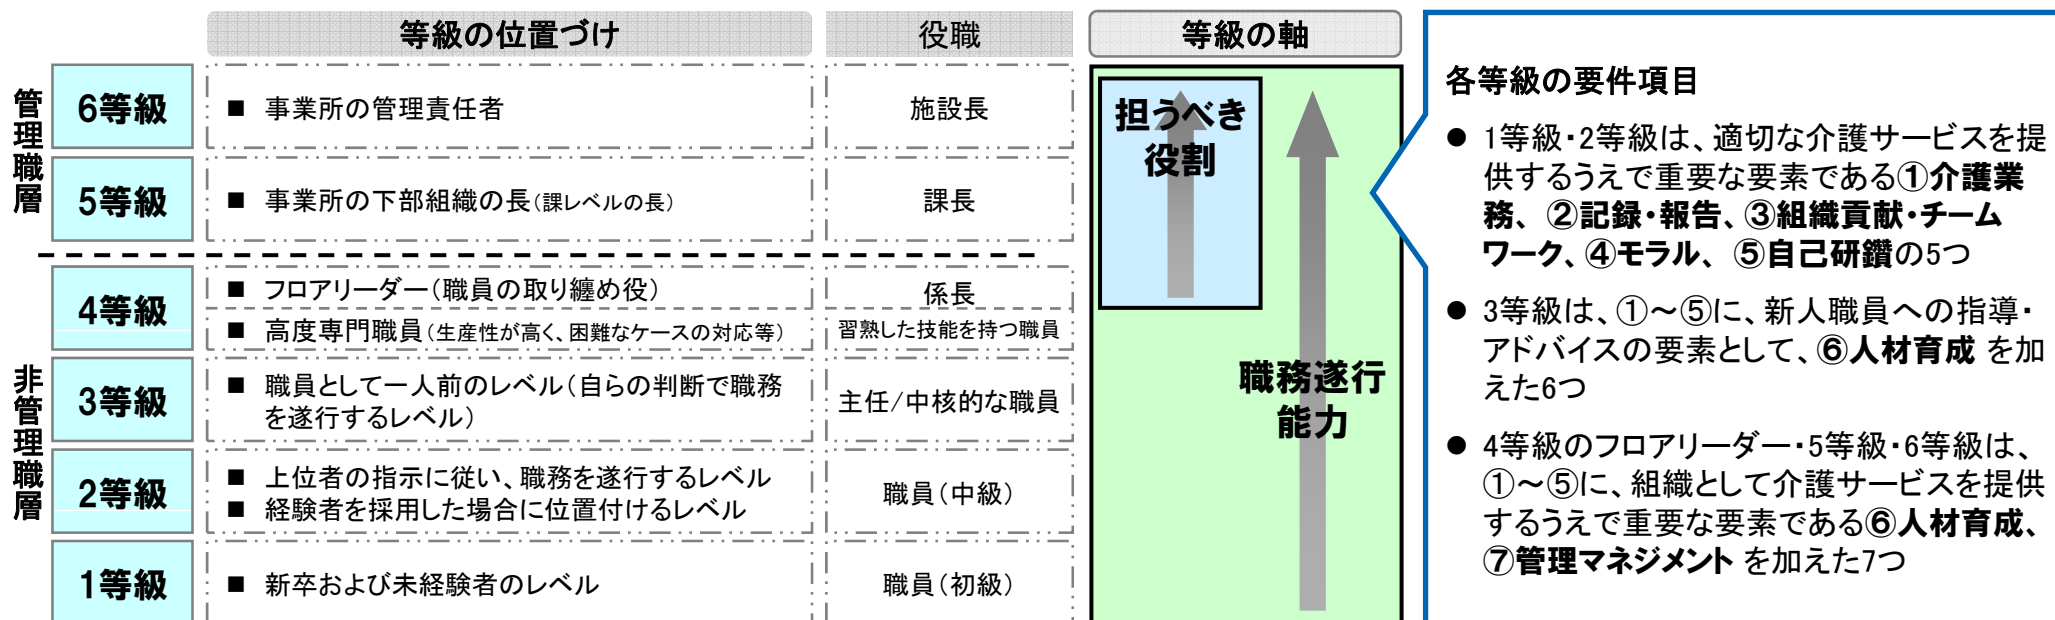 等級の位置づけ
役職
等級の軸
管理職層
6等級
■ 事業所の管理責任者
施設長
5等級
■ 事業所の下部組織の長(課レベルの長)
課長
非管理職層
4等級
■ フロアリーダー(職員の取り纏め役)
係長
■ 高度専門職員(生産性が高く、困難なケースの対応等)
習熟した技能を持つ職員
3等級
■ 職員として一人前のレベル(自らの判断で職務
を遂行するレベル)
主任/中核的な職員
2等級
■ 上位者の指示に従い、職務を遂行するレベル
■ 経験者を採用した場合に位置付けるレベル
職員(中級)
1等級
■ 新卒および未経験者のレベル
職員(初級)
担うべき
役割
職務遂行
能力
各等級の要件項目
● 1等級・2等級は、適切な介護サービスを提
供するうえで重要な要素である①介護業
務、②記録・報告、③組織貢献・チーム
ワーク、④モラル、⑤自己研鑽の5つ
● 3等級は、①~⑤に、新人職員への指導・
アドバイスの要素として、⑥人材育成 を加
えた6つ
● 4等級のフロアリーダー・5等級・6等級は、
①~⑤に、組織として介護サービスを提供
するうえで重要な要素である⑥人材育成、
⑦管理マネジメント を加えた7つ